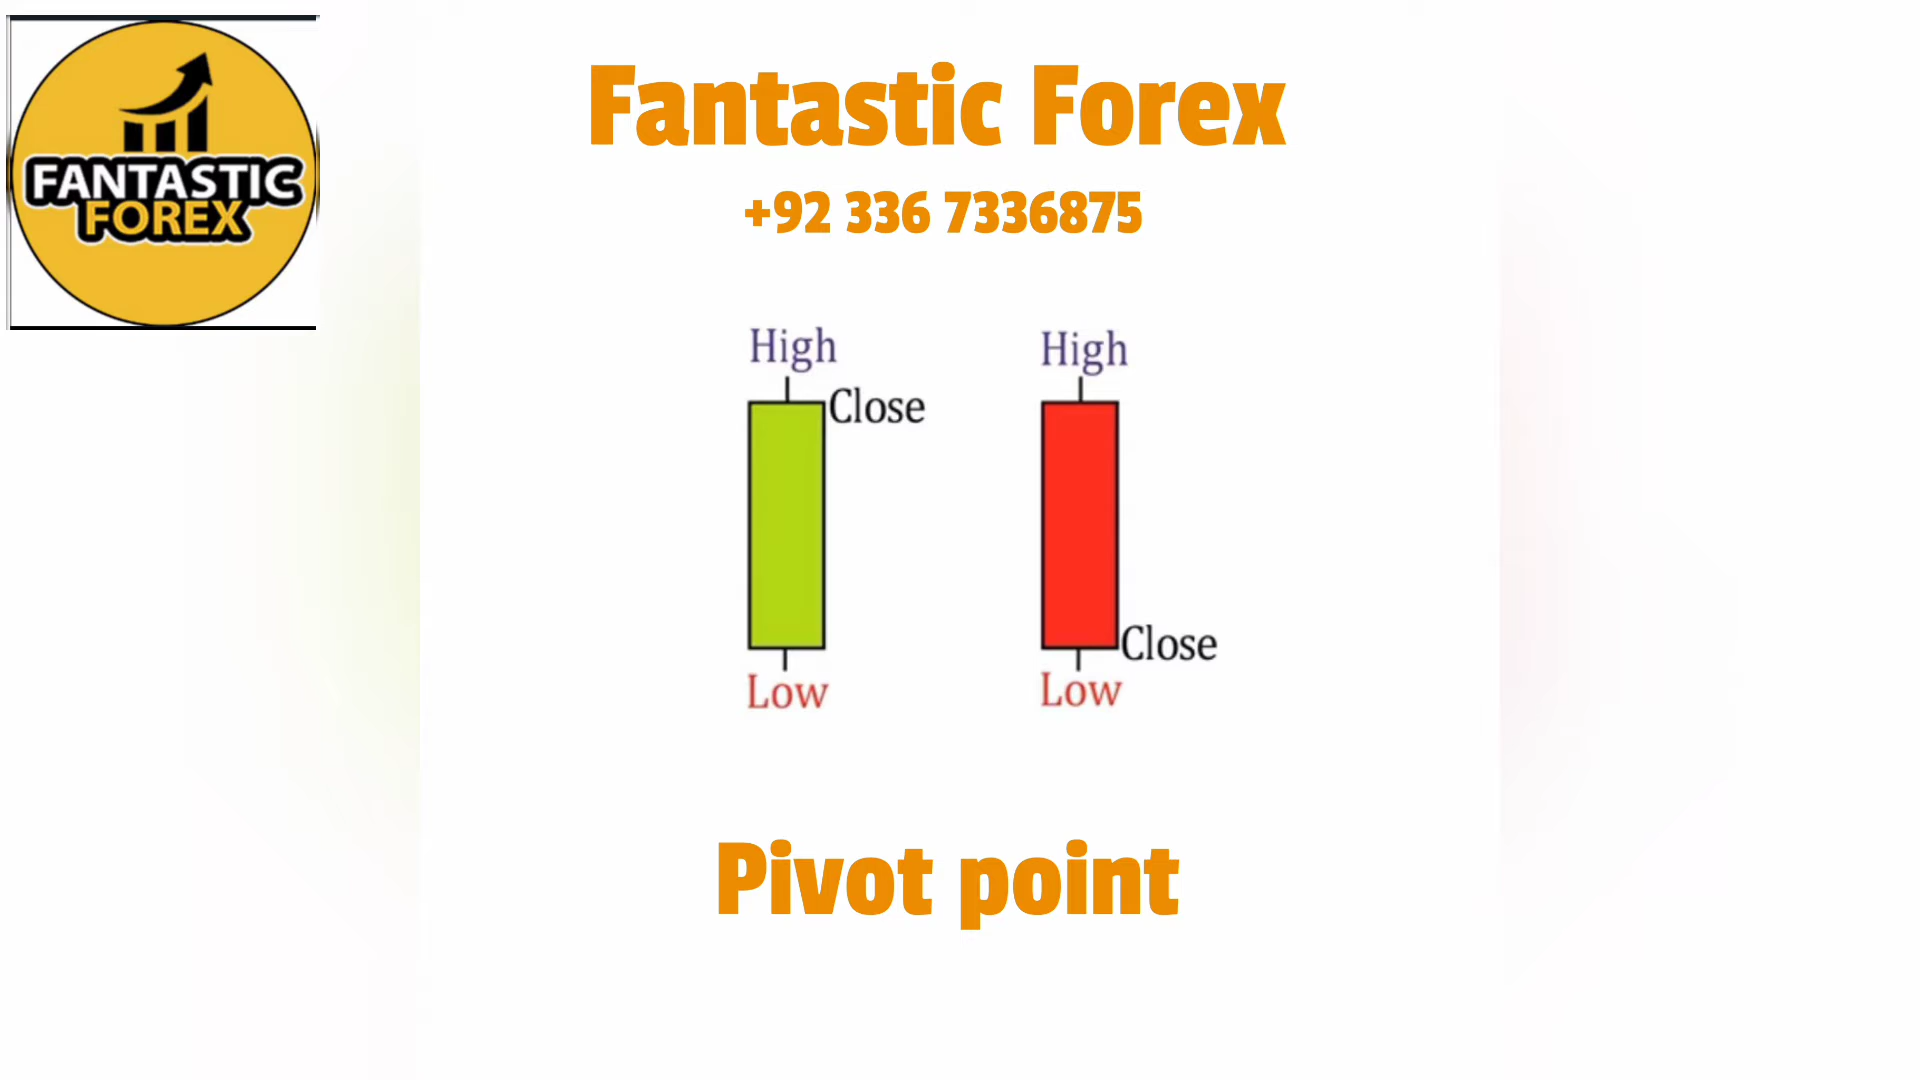 FANTASTIC
FOREX
Fantastic Forex
+92 336 7336875
High
High
Close
Close
Low
Low
Pivot point